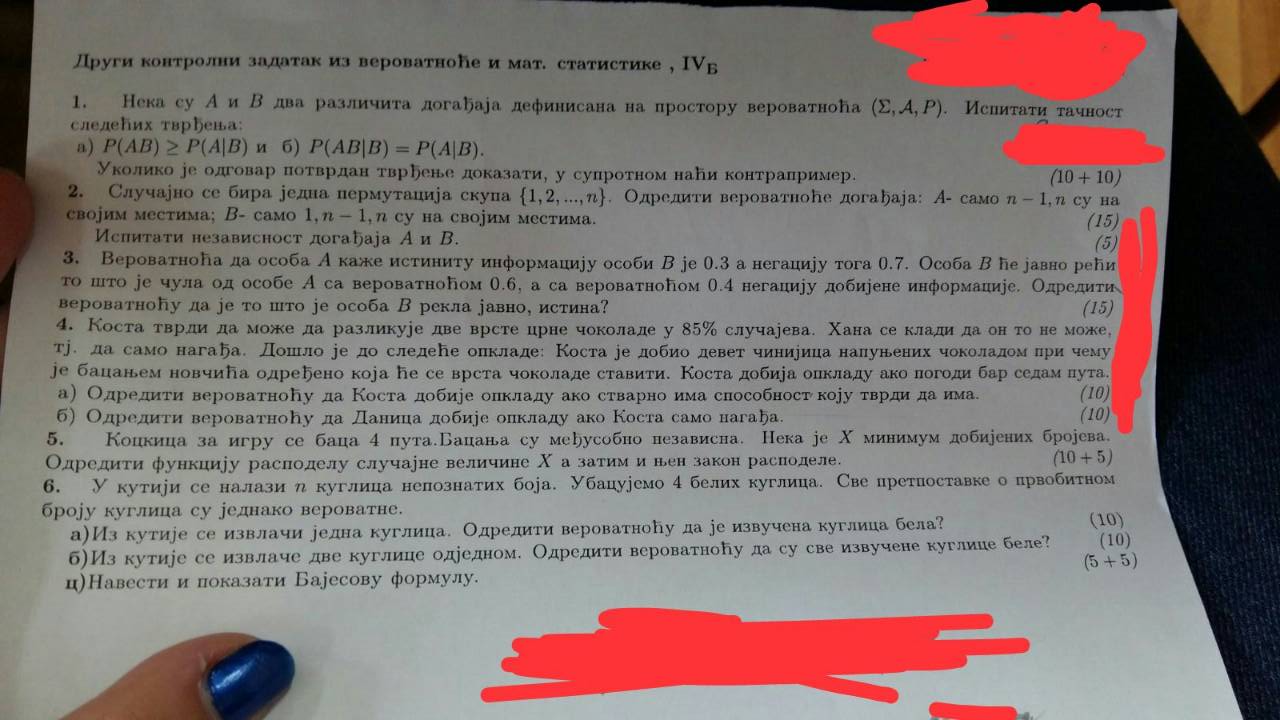 Други контролни задатак из вероватноће и мат. статистике , IVБ
1. Нека су A и B два различита догађаја дефинисана на простору вероватноћа (Σ, 𝒜, P). Испитати тачност
следећих тврђења:
а) P(AB) ≥ P(A|B) и б) P(AB|B) = P(A|B).
Уколико је одговар потврдан тврђење доказати, у супротном наћи контрапример. (10 + 10)
2. Случајно се бира једна пермутација скупа {1, 2, ..., n}. Одредити вероватноће догађаја: A- само n − 1, n су на
својим местима; B- само 1, n − 1, n су на својим местима. (15)
Испитати независност догађаја A и B. (5)
3. Вероватноћа да особа A каже истиниту информацију особи B је 0.3 а негацију тога 0.7. Особа B ће јавно рећи
то што је чула од особе A са вероватноћом 0.6, а са вероватноћом 0.4 негацију добијене информације. Одредити
вероватноћу да је то што је особа B рекла јавно, истина? (15)
4. Коста тврди да може да разликује две врсте црне чоколаде у 85% случајева. Хана се клади да он то не може,
тј. да само нагађа. Дошло је до следеће опкладе: Коста је добио девет чинијица напуњених чоколадом при чему
је бацањем новчића одређено која ће се врста чоколаде ставити. Коста добија опкладу ако погоди бар седам пута.
а) Одредити вероватноћу да Коста добије опкладу ако стварно има способност коју тврди да има. (10)
б) Одредити вероватноћу да Даница добије опкладу ако Коста само нагађа. (10)
5. Коцкица за игру се баца 4 пута.Бацања су међусобно независна. Нека је X минимум добијених бројева.
Одредити функцију расподелу случајне величине X а затим и њен закон расподеле. (10 + 5)
6. У кутији се налази n куглица непознатих боја. Убацујемо 4 белих куглица. Све претпоставке о првобитном
броју куглица су једнако вероватне.
а)Из кутије се извлачи једна куглица. Одредити вероватноћу да је извучена куглица бела? (10)
б)Из кутије се извлаче две куглице одједном. Одредити вероватноћу да су све извучене куглице беле? (10)
ц)Навести и показати Бајесову формулу. (5 + 5)